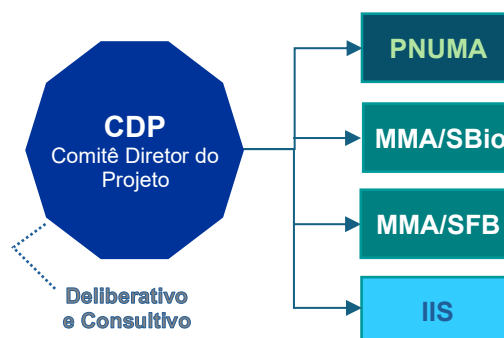 PNUMA
CDP
Comitê Diretor do
Projeto
MMA/SBio
MMA/SFB
Deliberativo
e Consultivo
IIS